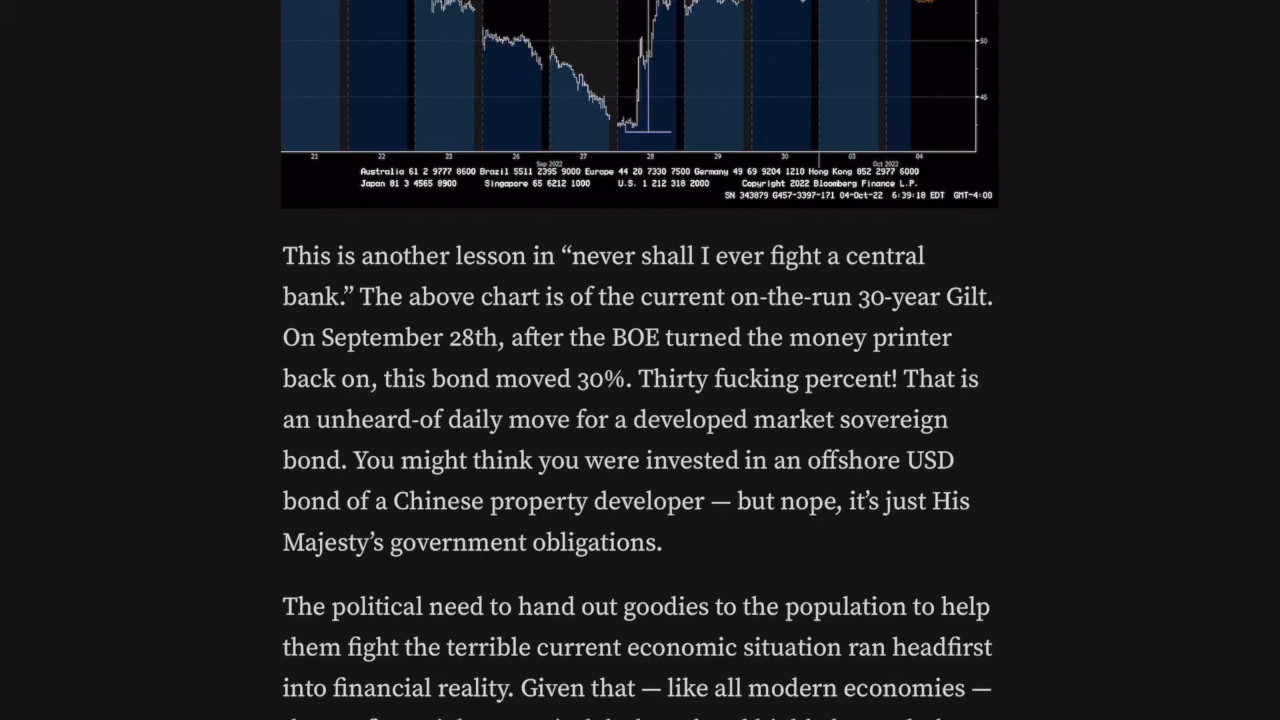 50
45
21 22 23 26 27 28 29 30 03 04
Sep 2022 Oct 2022
Australia 61 2 9777 8600 Brazil 5511 2395 9000 Europe 44 20 7330 7500 Germany 49 69 9204 1210 Hong Kong 852 2977 6000
Japan 81 3 4565 8900 Singapore 65 6212 1000 U.S. 1 212 318 2000 Copyright 2022 Bloomberg Finance L.P.
SN 343879 G457-3397-171 04-Oct-22 6:39:18 EDT GMT-4:00
This is another lesson in “never shall I ever fight a central
bank.” The above chart is of the current on-the-run 30-year Gilt.
On September 28th, after the BOE turned the money printer
back on, this bond moved 30%. Thirty fucking percent! That is
an unheard-of daily move for a developed market sovereign
bond. You might think you were invested in an offshore USD
bond of a Chinese property developer — but nope, it’s just His
Majesty’s government obligations.
The political need to hand out goodies to the population to help
them fight the terrible current economic situation ran headfirst
into financial reality. Given that — like all modern economies —